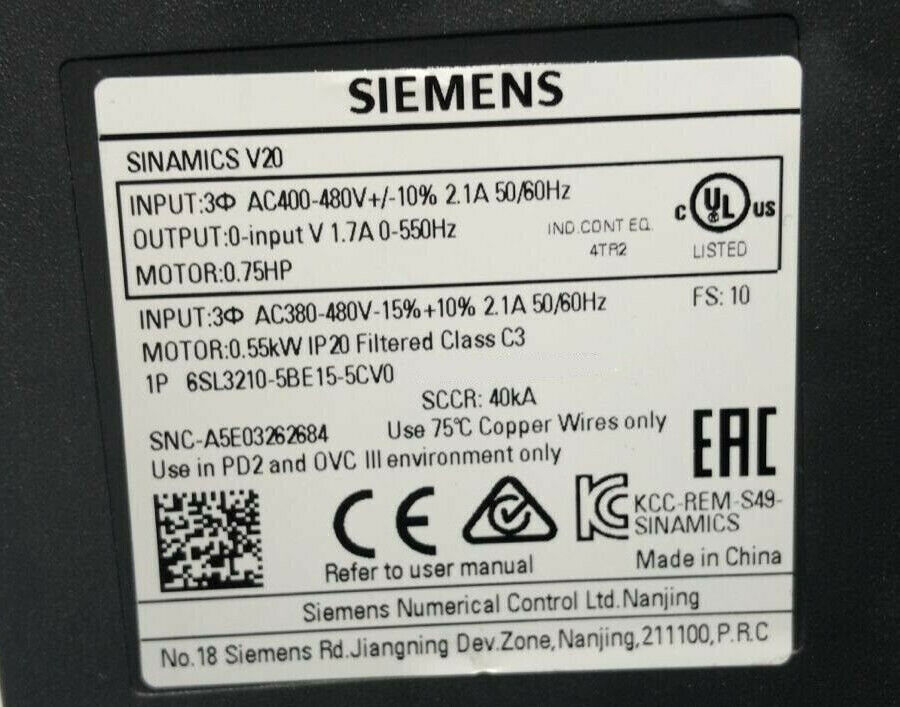 SIEMENS
SINAMICS V20
INPUT:3Φ AC400-480V+/-10% 2.1A 50/60Hz
OUTPUT:0-input V 1.7A 0-550Hz
MOTOR:0.75HP
IND.CONT.EQ.
4TR2
C UL US
LISTED
INPUT:3Φ AC380-480V-15%+10% 2.1A 50/60Hz
FS: 10
MOTOR:0.55kW IP20 Filtered Class C3
1P 6SL3210-5BE15-5CV0
SCCR: 40kA
SNC-A5E03262684
Use 75℃ Copper Wires only
Use in PD2 and OVC III environment only
EAC
CE
KC
KCC-REM-S49-
SINAMICS
Refer to user manual
Made in China
Siemens Numerical Control Ltd.Nanjing
No.18 Siemens Rd.Jiangning Dev.Zone,Nanjing,211100,P.R.C